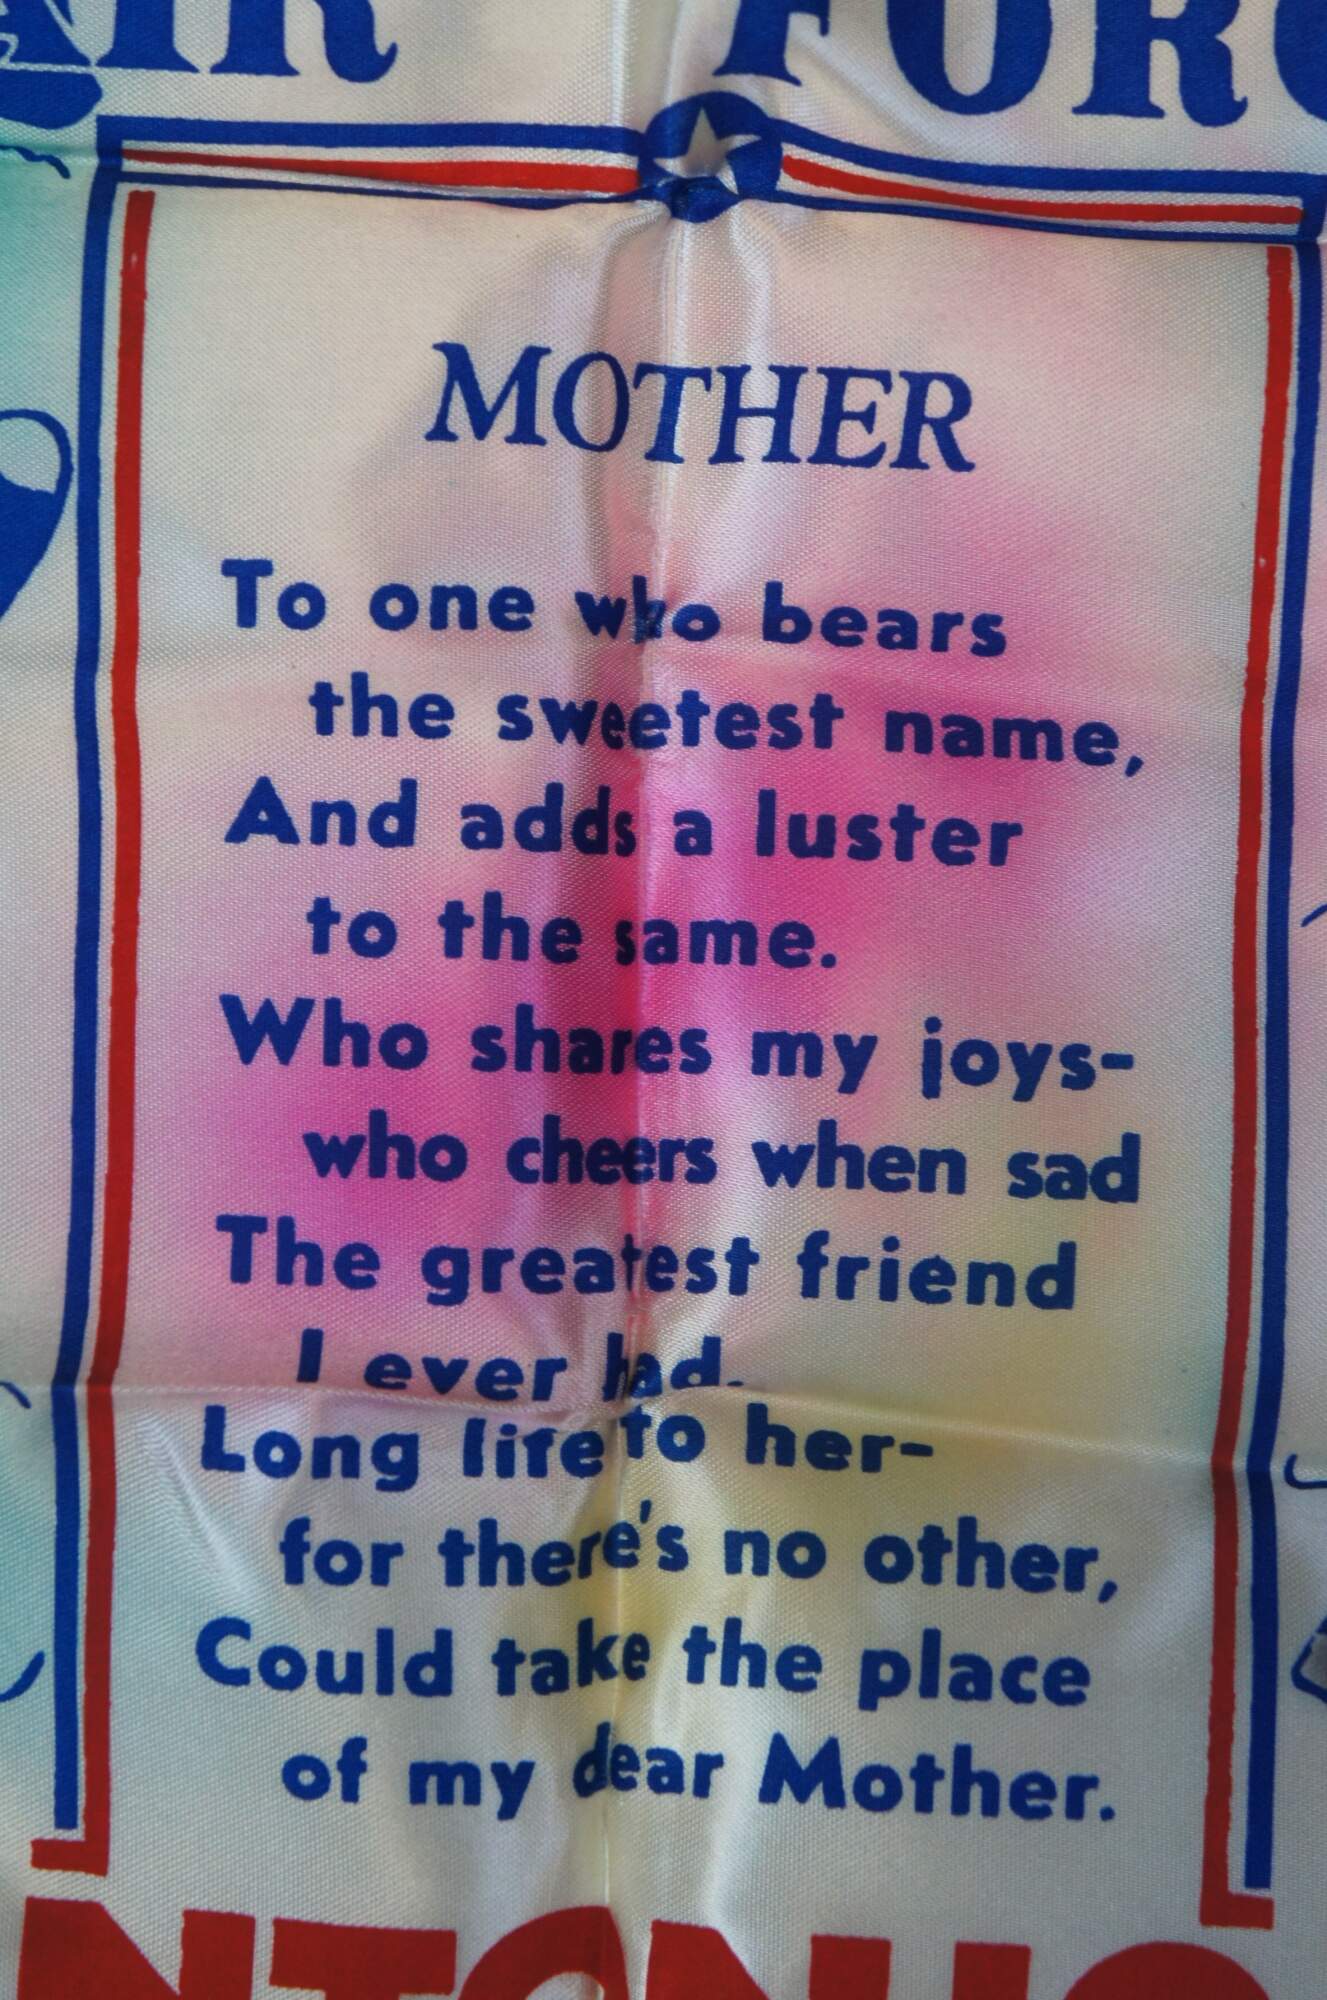 AIR FORC
MOTHER
To one who bears
the sweetest name,
And adds a luster
to the same.
Who shares my joys-
who cheers when sad
The greatest friend
I ever had.
Long life to her-
for there's no other,
Could take the place
of my dear Mother.
NTONIO